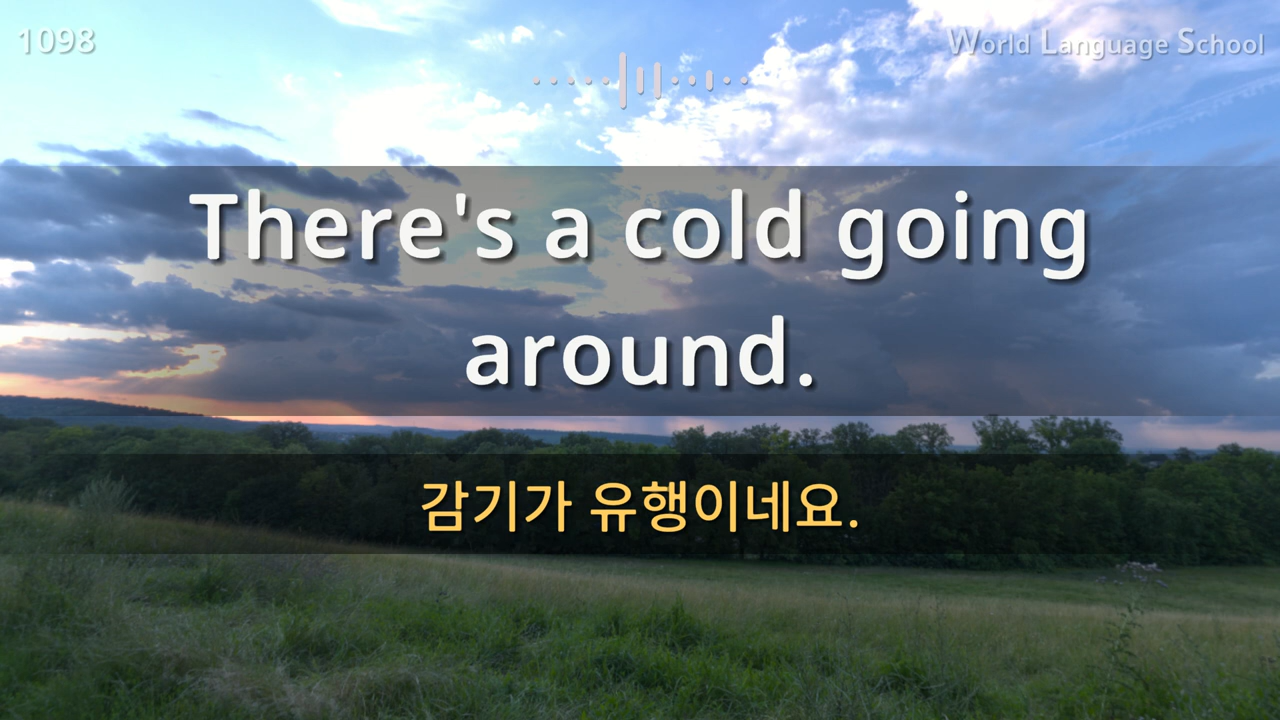 1098
World Language School
There's a cold going
around.
감기가 유행이네요.